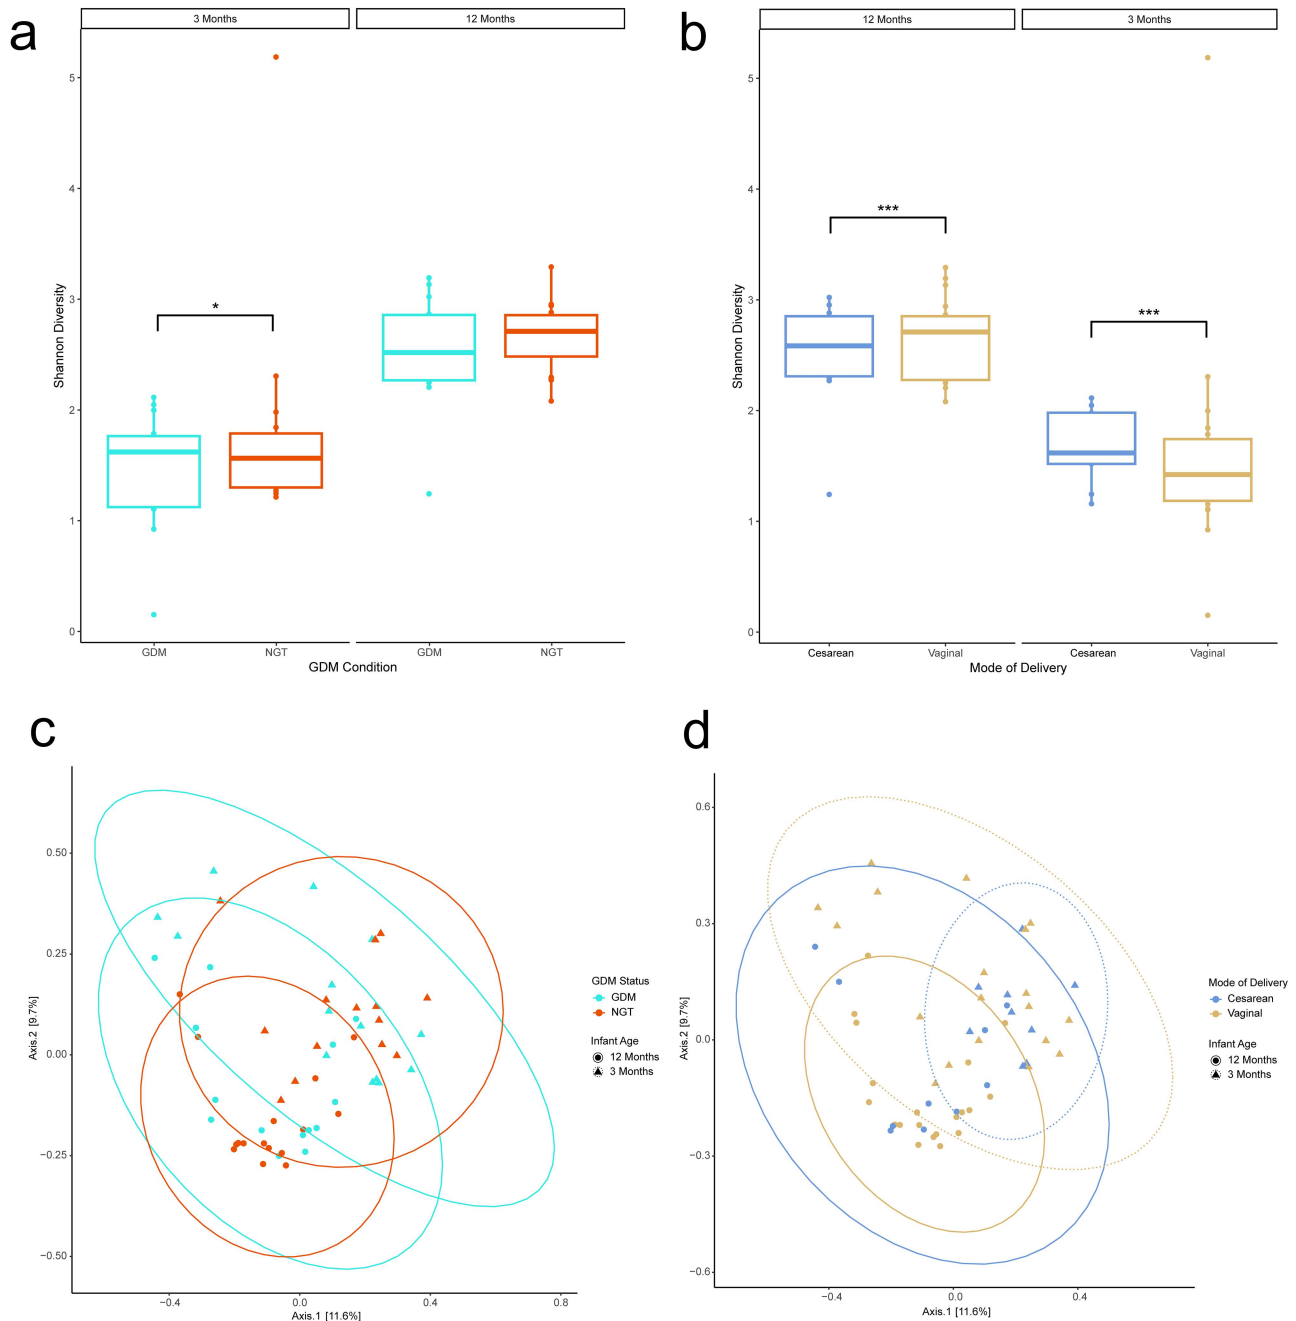 a
3 Months
12 Months
Shannon Diversity
5
4
3
2
1
0
*
GDM
NGT
GDM
NGT
GDM Condition
b
12 Months
3 Months
Shannon Diversity
5
4
3
2
1
0
***
***
Cesarean
Vaginal
Cesarean
Vaginal
Mode of Delivery
c
Axis.2 [9.7%]
0.50
0.25
0.00
−0.25
−0.50
−0.4
0.0
0.4
0.8
Axis.1 [11.6%]
GDM Status
GDM
NGT
Infant Age
12 Months
3 Months
d
Axis.2 [9.7%]
0.6
0.3
0.0
−0.3
−0.6
−0.4
0.0
0.4
Axis.1 [11.6%]
Mode of Delivery
Cesarean
Vaginal
Infant Age
12 Months
3 Months